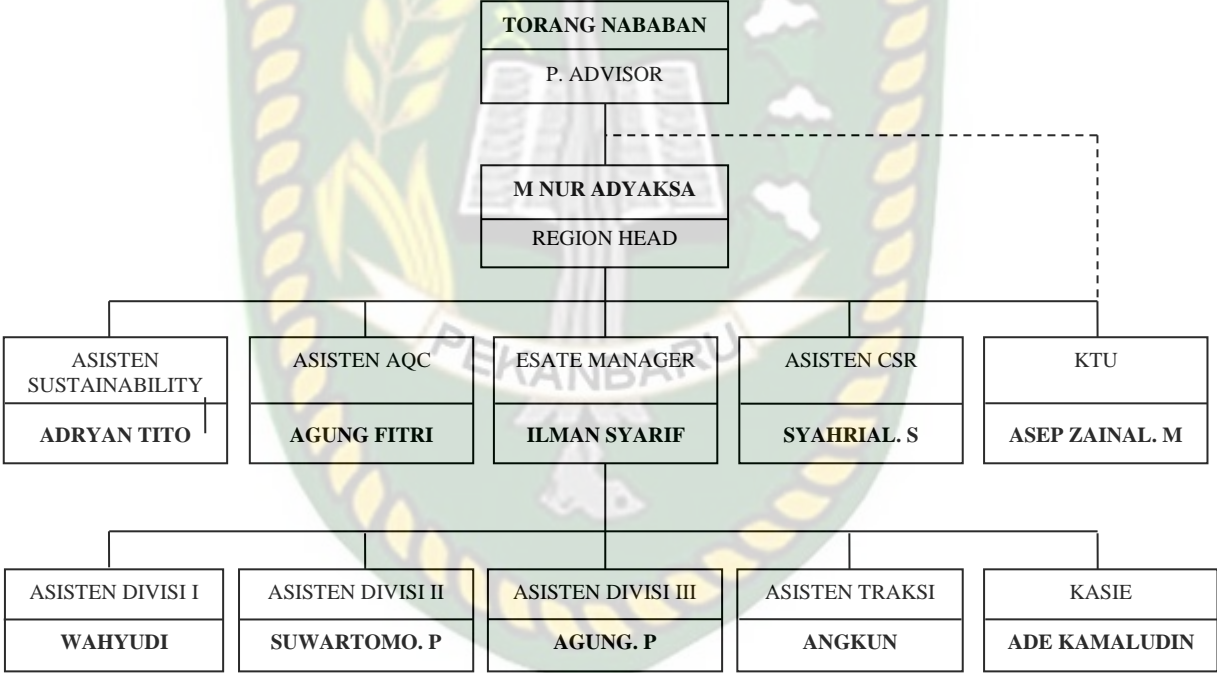 TORANG NABABAN
P. ADVISOR
M NUR ADYAKSA
REGION HEAD
ASISTEN
SUSTAINABILITY
ADRYAN TITO
ASISTEN AQC
AGUNG FITRI
ESATE MANAGER
ILMAN SYARIF
ASISTEN CSR
SYAHRIAL. S
KTU
ASEP ZAINAL. M
PEKANBARU
ASISTEN DIVISI I
WAHYUDI
ASISTEN DIVISI II
SUWARTOMO. P
ASISTEN DIVISI III
AGUNG. P
ASISTEN TRAKSI
ANGKUN
KASIE
ADE KAMALUDIN